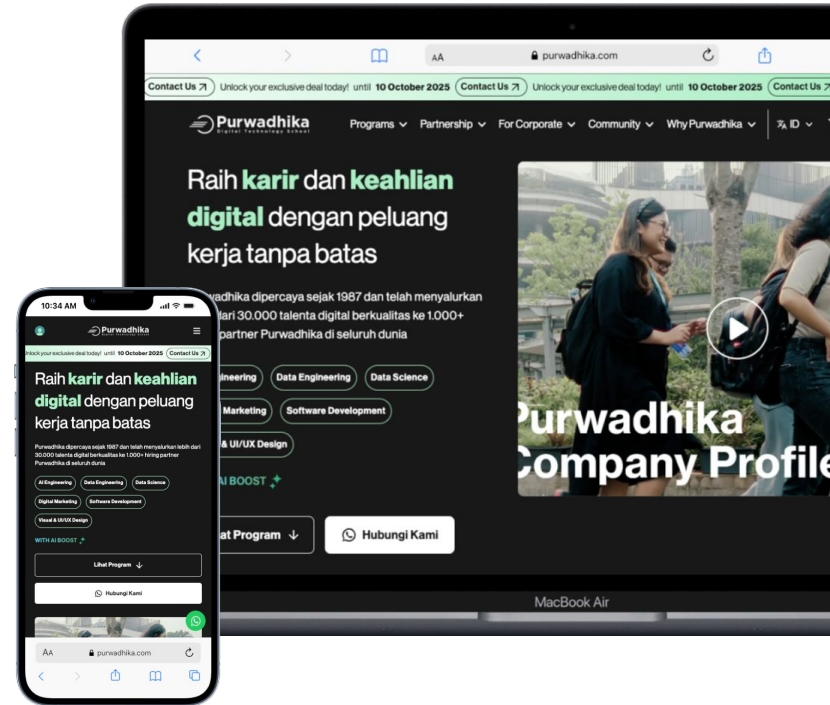 AA purwadhika.com
Contact Us Unlock your exclusive deal today! until 10 October 2025 Contact Us Unlock your exclusive deal today! until 10 October 2025 Contact Us
Purwadhika
Digital Technology School
Programs Partnership For Corporate Community Why Purwadhika ID
Raih karir dan keahlian
digital dengan peluang
kerja tanpa batas
dipercaya sejak 1987 dan telah menyalurkan
30.000 talenta digital berkualitas ke 1.000+
partner Purwadhika di seluruh dunia
Data Engineering Data Science
Marketing Software Development
& UI/UX Design
AI BOOST
Program Hubungi Kami
Purwadhika
Company Profile
MacBook Air
10:34 AM
Purwadhika
Digital Technology School
your exclusive deal today! until 10 October 2025 Contact Us
Raih karir dan keahlian
digital dengan peluang
kerja tanpa batas
Purwadhika dipercaya sejak 1987 dan telah menyalurkan lebih dari
30.000 talenta digital berkualitas ke 1.000+ hiring partner
Purwadhika di seluruh dunia
AI Engineering Data Engineering Data Science
Digital Marketing Software Development
Visual & UI/UX Design
WITH AI BOOST
Lihat Program
Hubungi Kami
AA purwadhika.com